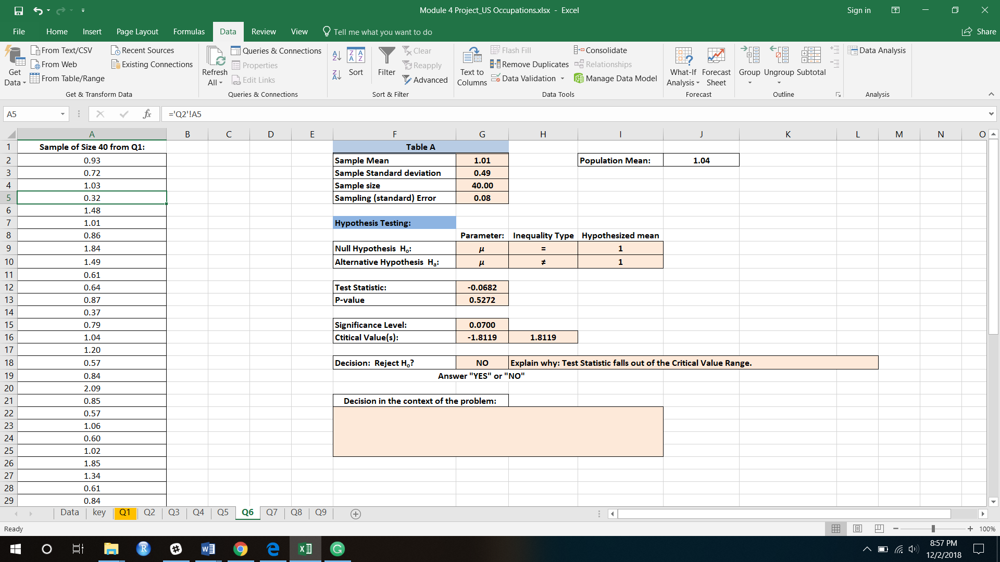 Module 4 Project_US Occupations.xlsx - Excel
Sign in
File Home Insert Page Layout Formulas Data Review View Tell me what you want to do Share
Get Data
From Text/CSV
From Web
From Table/Range
Recent Sources
Existing Connections
Get & Transform Data
Refresh All
Queries & Connections
Properties
Edit Links
Queries & Connections
Sort
Filter
Clear
Reapply
Advanced
Sort & Filter
Text to Columns
Flash Fill
Remove Duplicates
Data Validation
Consolidate
Relationships
Manage Data Model
Data Tools
What-If Analysis
Forecast Sheet
Forecast
Group
Ungroup
Subtotal
Outline
Data Analysis
Analysis
A5 fx ='Q2'!A5
A B C D E F G H I J K L M N O
1 Sample of Size 40 from Q1: Table A
2 0.93 Sample Mean 1.01 Population Mean: 1.04
3 0.72 Sample Standard deviation 0.49
4 1.03 Sample size 40.00
5 0.32 Sampling (standard) Error 0.08
6 1.48
7 1.01 Hypothesis Testing:
8 0.86 Parameter: Inequality Type Hypothesized mean
9 1.84 Null Hypothesis H₀: μ = 1
10 1.49 Alternative Hypothesis Hₐ: μ ≠ 1
11 0.61
12 0.64 Test Statistic: -0.0682
13 0.87 P-value 0.5272
14 0.37
15 0.79 Significance Level: 0.0700
16 1.04 Ctitical Value(s): -1.8119 1.8119
17 1.20
18 0.57 Decision: Reject H₀? NO Explain why: Test Statistic falls out of the Critical Value Range.
19 0.84 Answer "YES" or "NO"
20 2.09
21 0.85 Decision in the context of the problem:
22 0.57
23 1.06
24 0.60
25 1.02
26 1.85
27 1.34
28 0.61
29 0.84
Data key Q1 Q2 Q3 Q4 Q5 Q6 Q7 Q8 Q9
Ready
100%
8:57 PM
12/2/2018